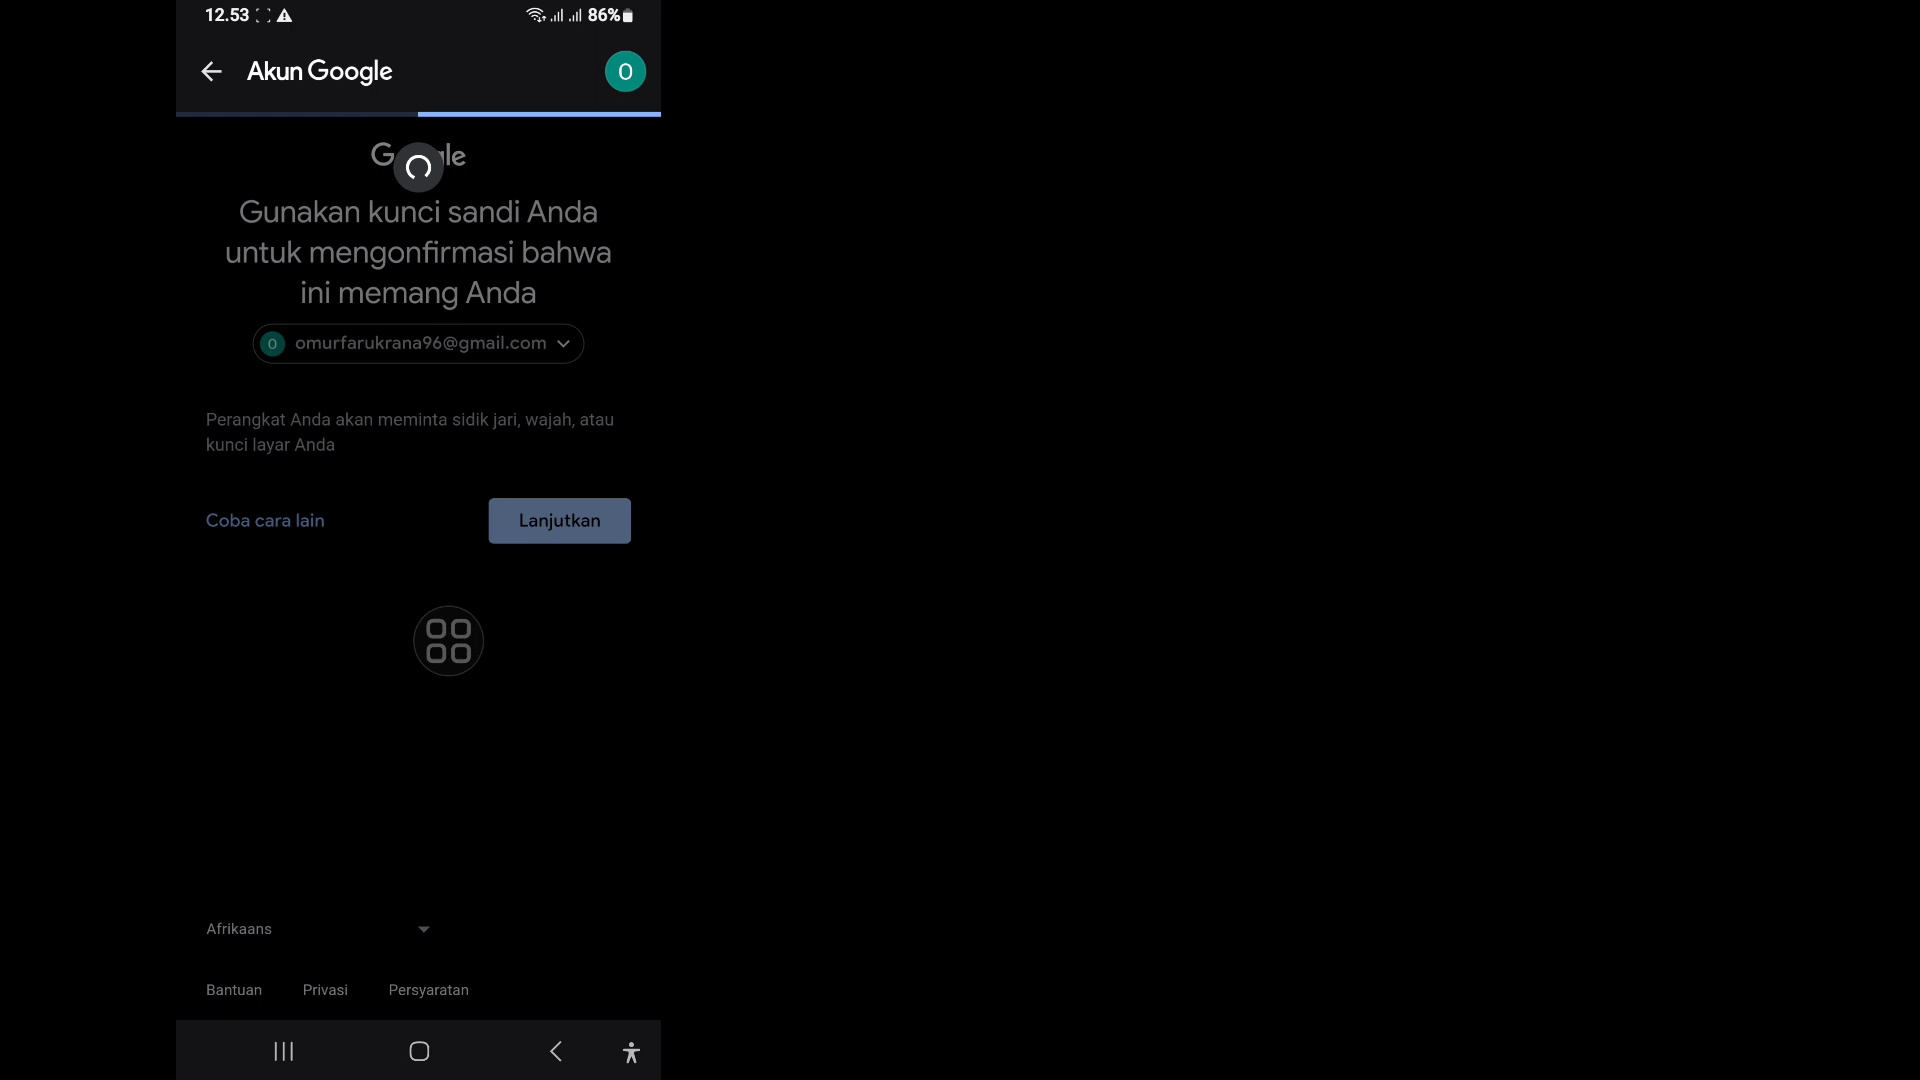 12.53
86%
Akun Google
O
Gunakan kunci sandi Anda
untuk mengonfirmasi bahwa
ini memang Anda
O omurfarukrana96@gmail.com
Perangkat Anda akan meminta sidik jari, wajah, atau
kunci layar Anda
Coba cara lain
Lanjutkan
Afrikaans
Bantuan
Privasi
Persyaratan